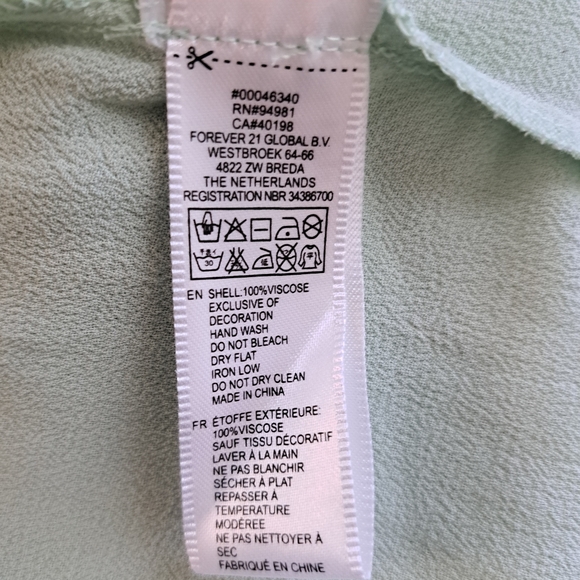 #00046340
RN#94981
CA#40198
FOREVER 21 GLOBAL B.V.
WESTBROEK 64-66
4822 ZW BREDA
THE NETHERLANDS
REGISTRATION NBR 34386700
30
EN SHELL:100%VISCOSE
EXCLUSIVE OF
DECORATION
HAND WASH
DO NOT BLEACH
DRY FLAT
IRON LOW
DO NOT DRY CLEAN
MADE IN CHINA
FR ÉTOFFE EXTÉRIEURE:
100%VISCOSE
SAUF TISSU DÉCORATIF
LAVER À LA MAIN
NE PAS BLANCHIR
SÉCHER À PLAT
REPASSER À
TEMPERATURE
MODÉREE
NE PAS NETTOYER À
SEC
FABRIQUÉ EN CHINE